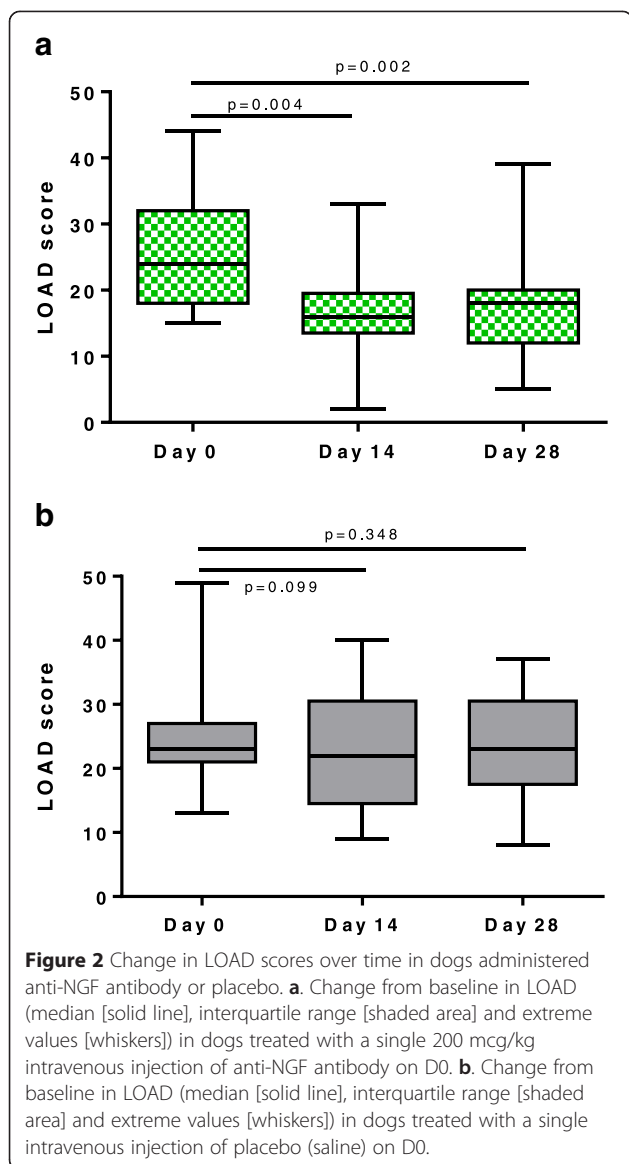 a
p=0.002
p=0.004
50
40
30
20
10
0
LOAD score
Day 0 Day 14 Day 28
b
p=0.348
p=0.099
50
40
30
20
10
0
LOAD score
Day 0 Day 14 Day 28
Figure 2 Change in LOAD scores over time in dogs administered
anti-NGF antibody or placebo. a. Change from baseline in LOAD
(median [solid line], interquartile range [shaded area] and extreme
values [whiskers]) in dogs treated with a single 200 mcg/kg
intravenous injection of anti-NGF antibody on D0. b. Change from
baseline in LOAD (median [solid line], interquartile range [shaded
area] and extreme values [whiskers]) in dogs treated with a single
intravenous injection of placebo (saline) on D0.